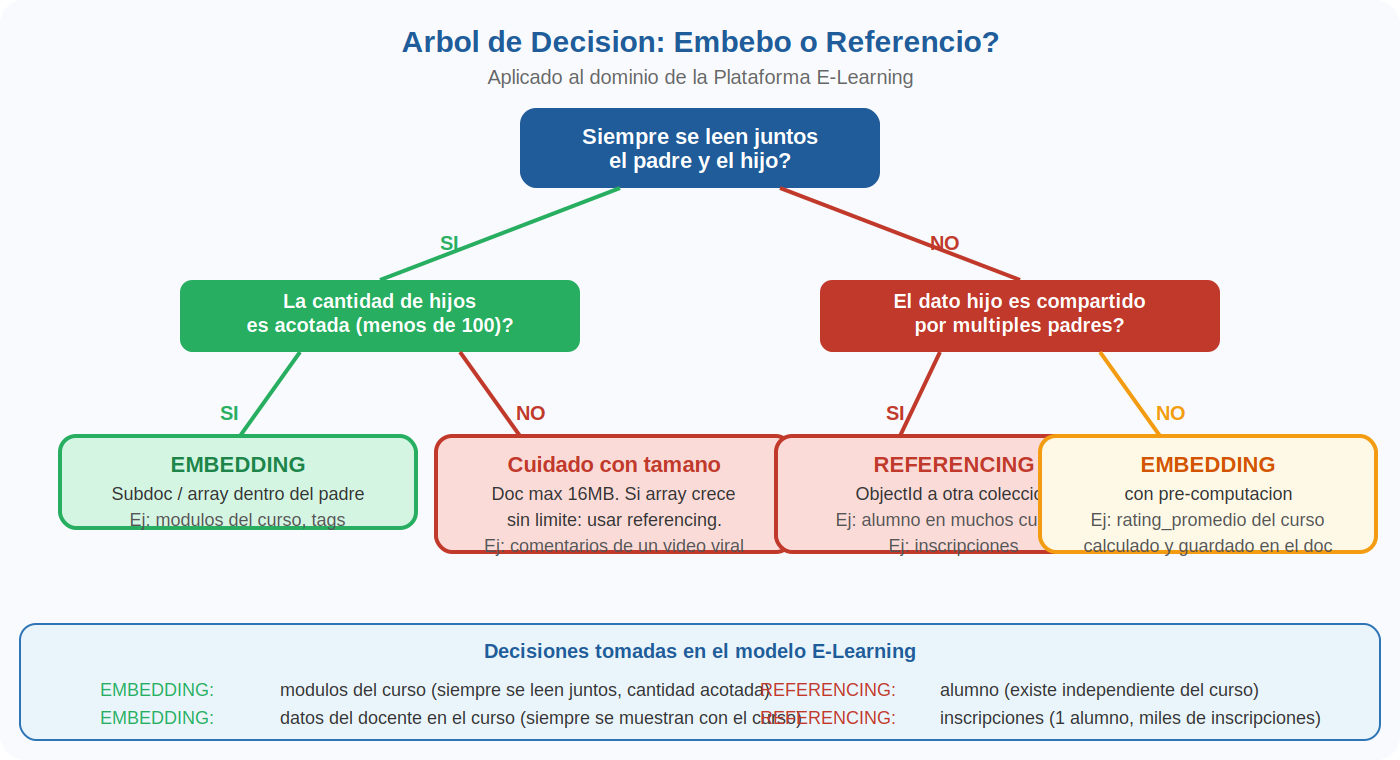 Arbol de Decision: Embebo o Referencio?
Aplicado al dominio de la Plataforma E-Learning
Siempre se leen juntos
el padre y el hijo?
SI
NO
La cantidad de hijos
es acotada (menos de 100)?
El dato hijo es compartido
por multiples padres?
SI
NO
SI
NO
EMBEDDING
Subdoc / array dentro del padre
Ej: modulos del curso, tags
Cuidado con tamano
Doc max 16MB. Si array crece
sin limite: usar referencing.
Ej: comentarios de un video viral
REFERENCING
ObjectId a otra
Ej: alumno en muchos
Ej: inscripciones
EMBEDDING
con pre-computacion
Ej: rating_promedio del curso
calculado y guardado en el doc
Decisiones tomadas en el modelo E-Learning
EMBEDDING: modulos del curso (siempre se leen juntos, cantidad acotada)
REFERENCING: alumno (existe independiente del curso)
EMBEDDING: datos del docente en el curso (siempre se muestran con el curso)
REFERENCING: inscripciones (1 alumno, miles de inscripciones)